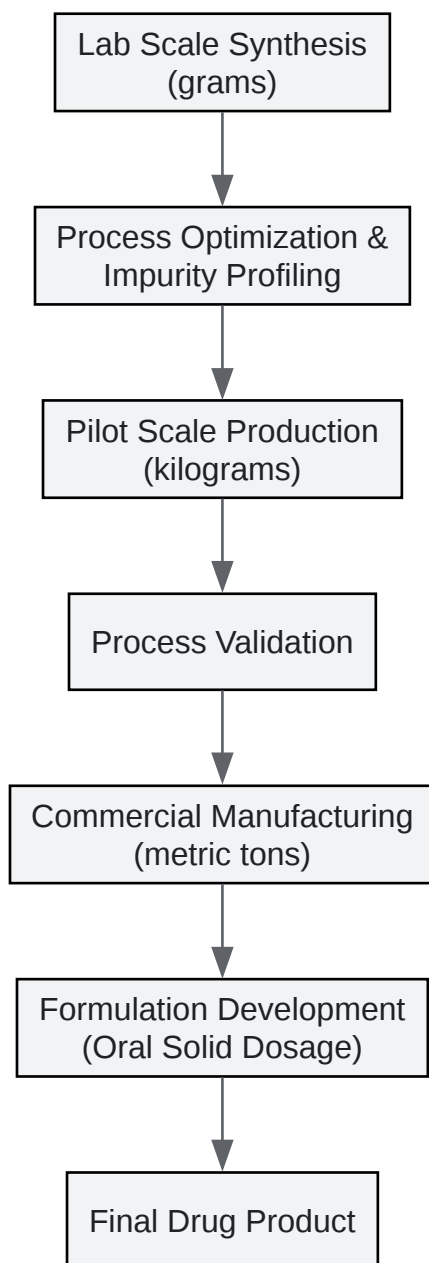 Lab Scale Synthesis
(grams)
Process Optimization &
Impurity Profiling
Pilot Scale Production
(kilograms)
Process Validation
Commercial Manufacturing
(metric tons)
Formulation Development
(Oral Solid Dosage)
Final Drug Product